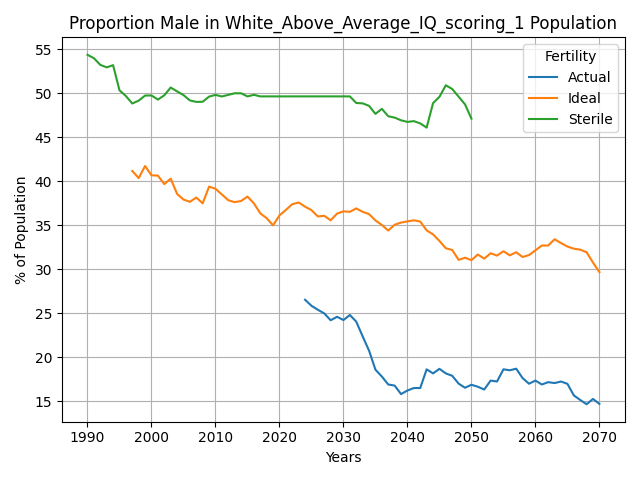 Proportion Male in White_Above_Average_IQ_scoring_1 Population
Fertility
Actual
Ideal
Sterile
% of Population
55
50
45
40
35
30
25
20
15
1990
2000
2010
2020
2030
2040
2050
2060
2070
Years